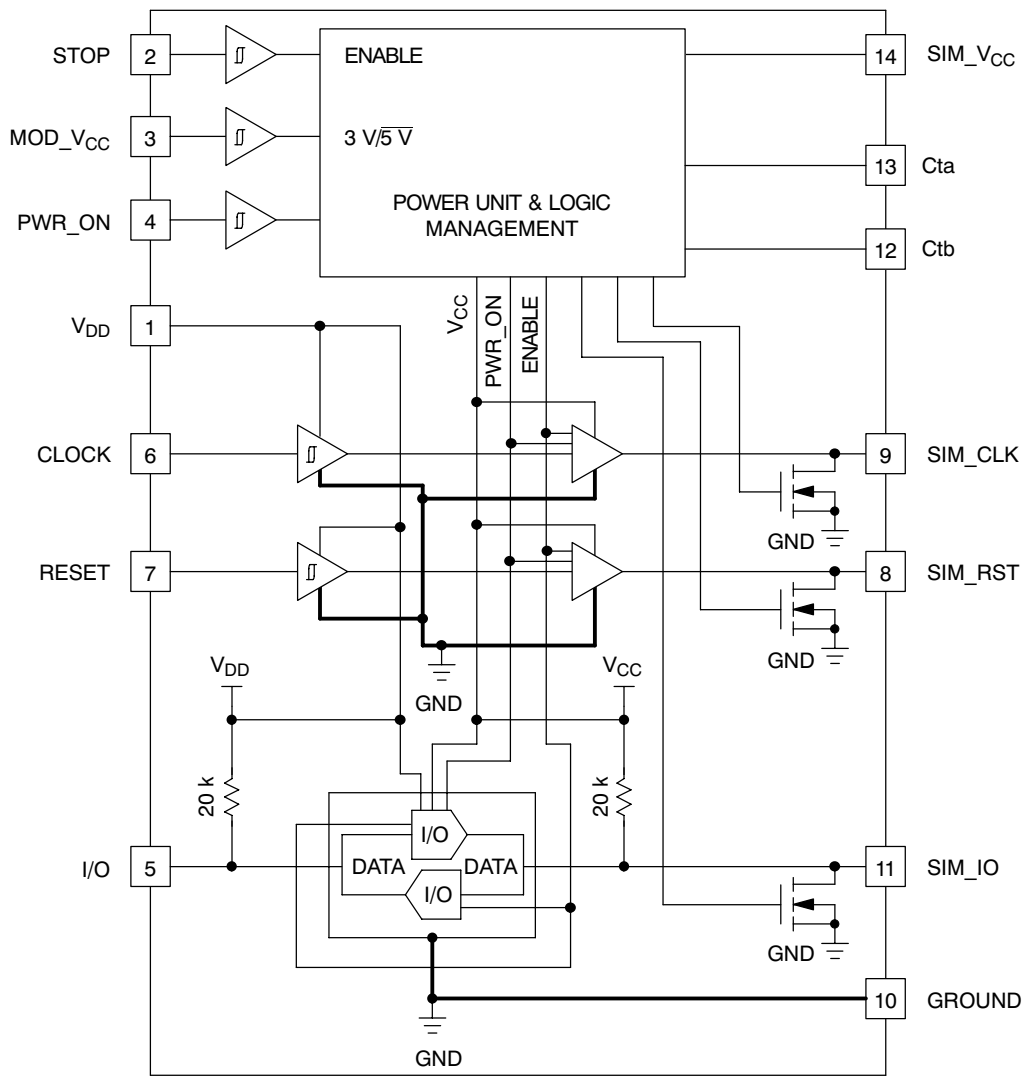 STOP 2 ENABLE 14 SIM_VCC
MOD_VCC 3 3 V/5 V 13 Cta
PWR_ON 4 POWER UNIT & LOGIC
MANAGEMENT 12 Ctb
VDD 1
VCC
PWR_ON
ENABLE
CLOCK 6 9 SIM_CLK
GND
RESET 7 8 SIM_RST
GND
VDD
GND
VCC
20 k
20 k
I/O 5 DATA I/O DATA 11 SIM_IO
I/O
GND
10 GROUND
GND